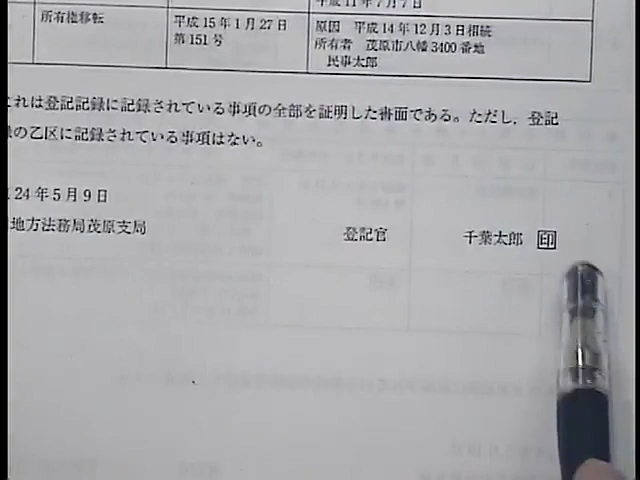 平成11年7月7日
所有権移転
平成15年1月27日
第151号
原因 平成14年12月3日相続
所有者 茂原市八幡3400番地
民事太郎
これは登記記録に記録されている事項の全部を証明した書面である。ただし，登記
の乙区に記録されている事項はない。
24年5月9日
地方法務局茂原支局
登記官
千葉太郎 印